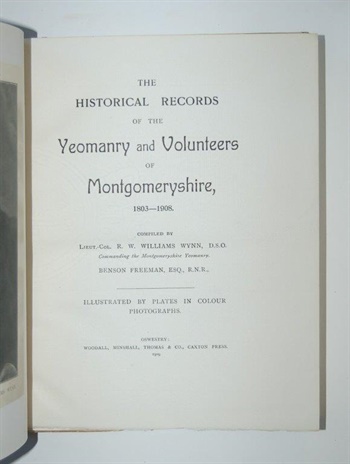 THE
HISTORICAL RECORDS
OF THE
Yeomanry and Volunteers
OF
Montgomeryshire,
1803—1908.
COMPILED BY
LIEUT.-COL. R. W. WILLIAMS WYNN, D.S.O.
Commanding the Montgomeryshire Yeomanry.
BENSON FREEMAN, ESQ., R.N.R.,
ILLUSTRATED BY PLATES IN COLOUR
PHOTOGRAPHS.
OSWESTRY:
WOODALL, MINSHALL, THOMAS & CO., CAXTON PRESS.
1909.